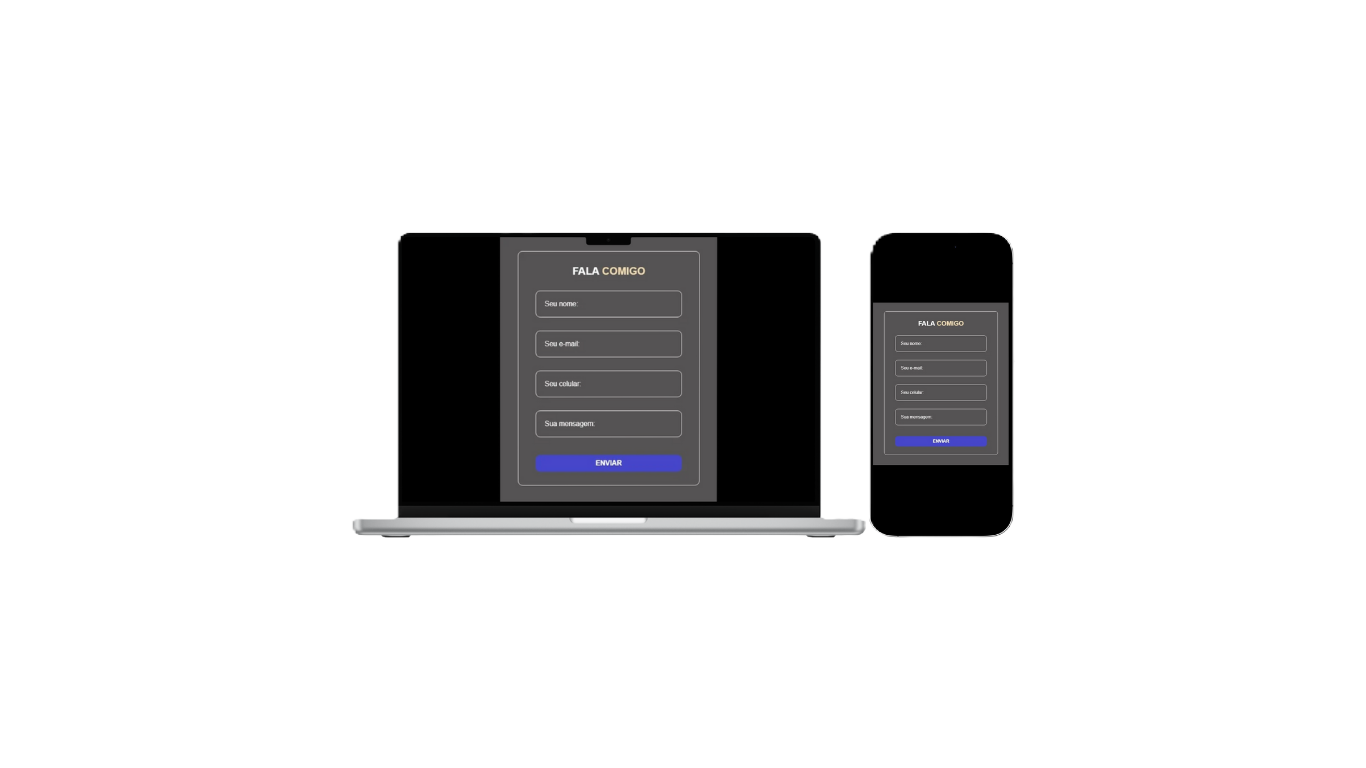 FALA COMIGO
Seu nome:
Seu e-mail:
Seu celular:
Sua mensagem:
ENVIAR
FALA COMIGO
Seu nome:
Seu e-mail:
Seu celular:
Sua mensagem:
ENVIAR